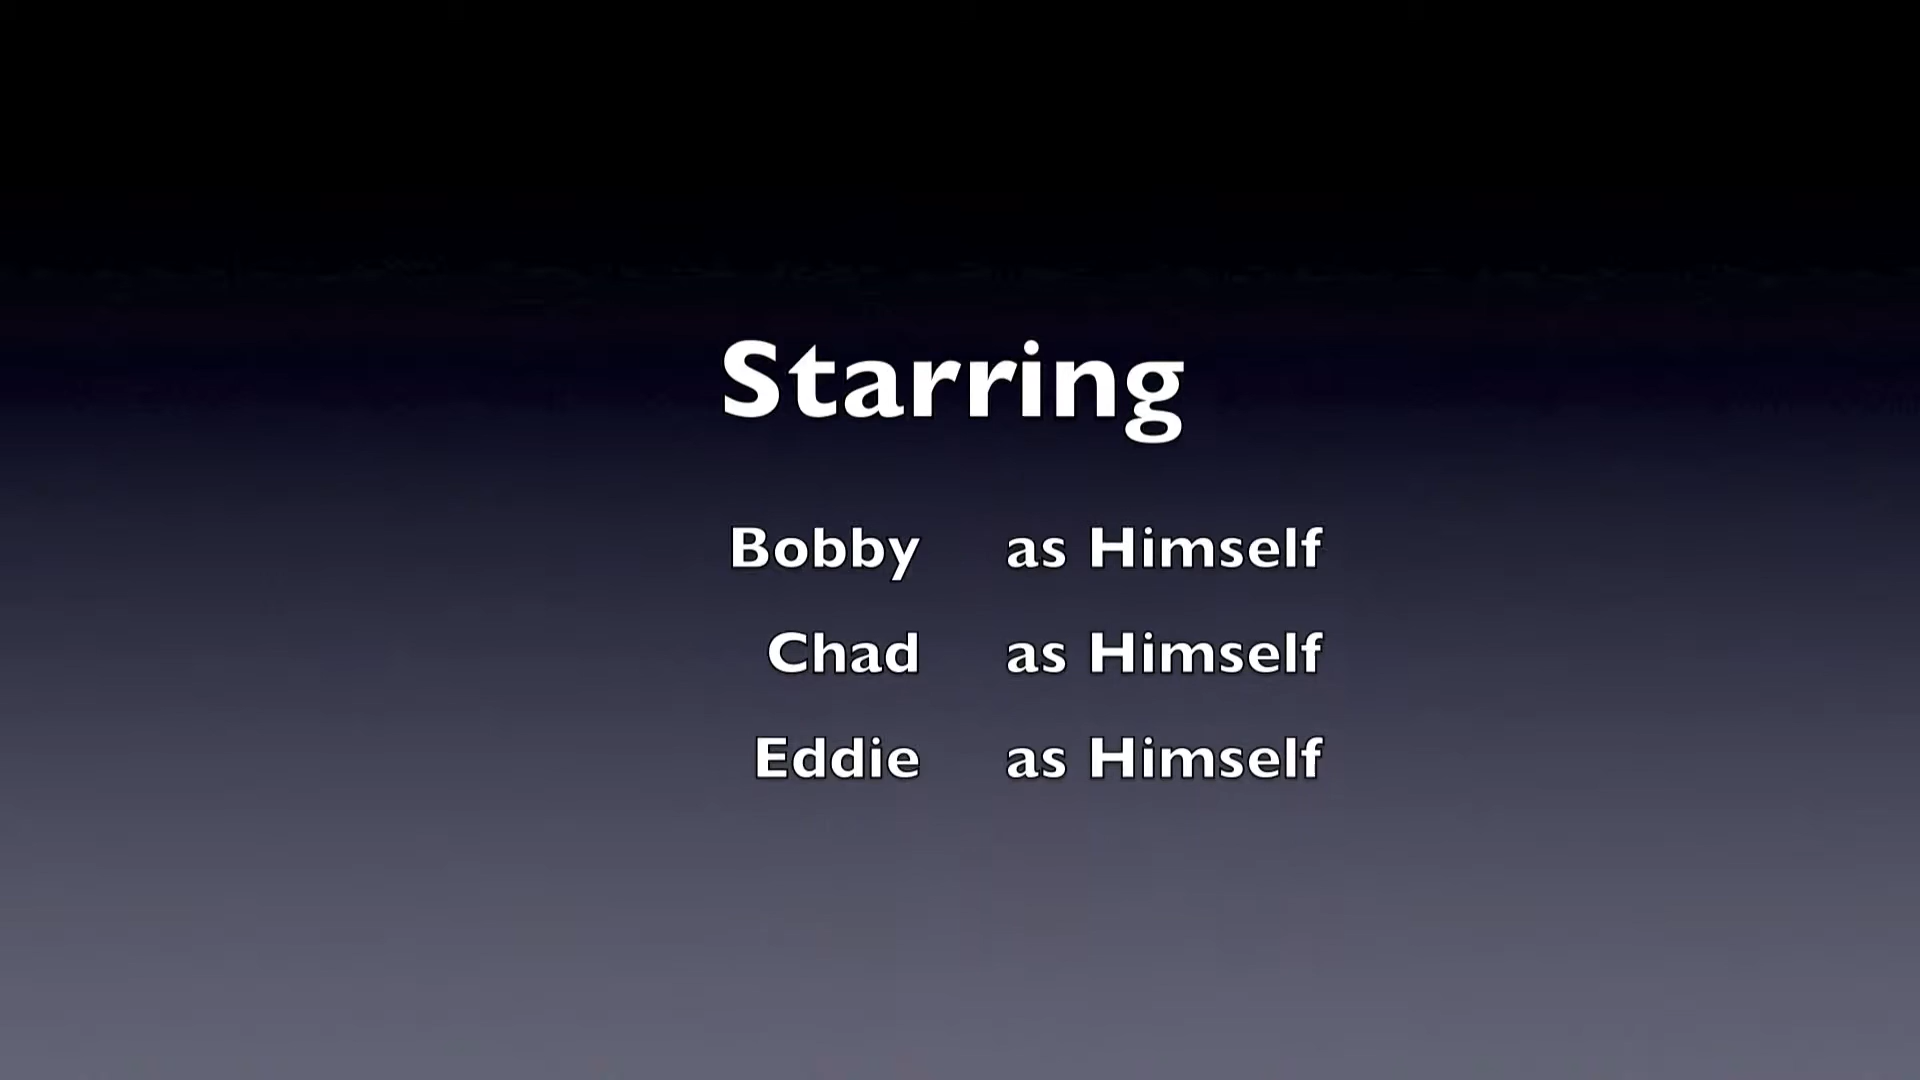 Starring
Bobby as Himself
Chad as Himself
Eddie as Himself